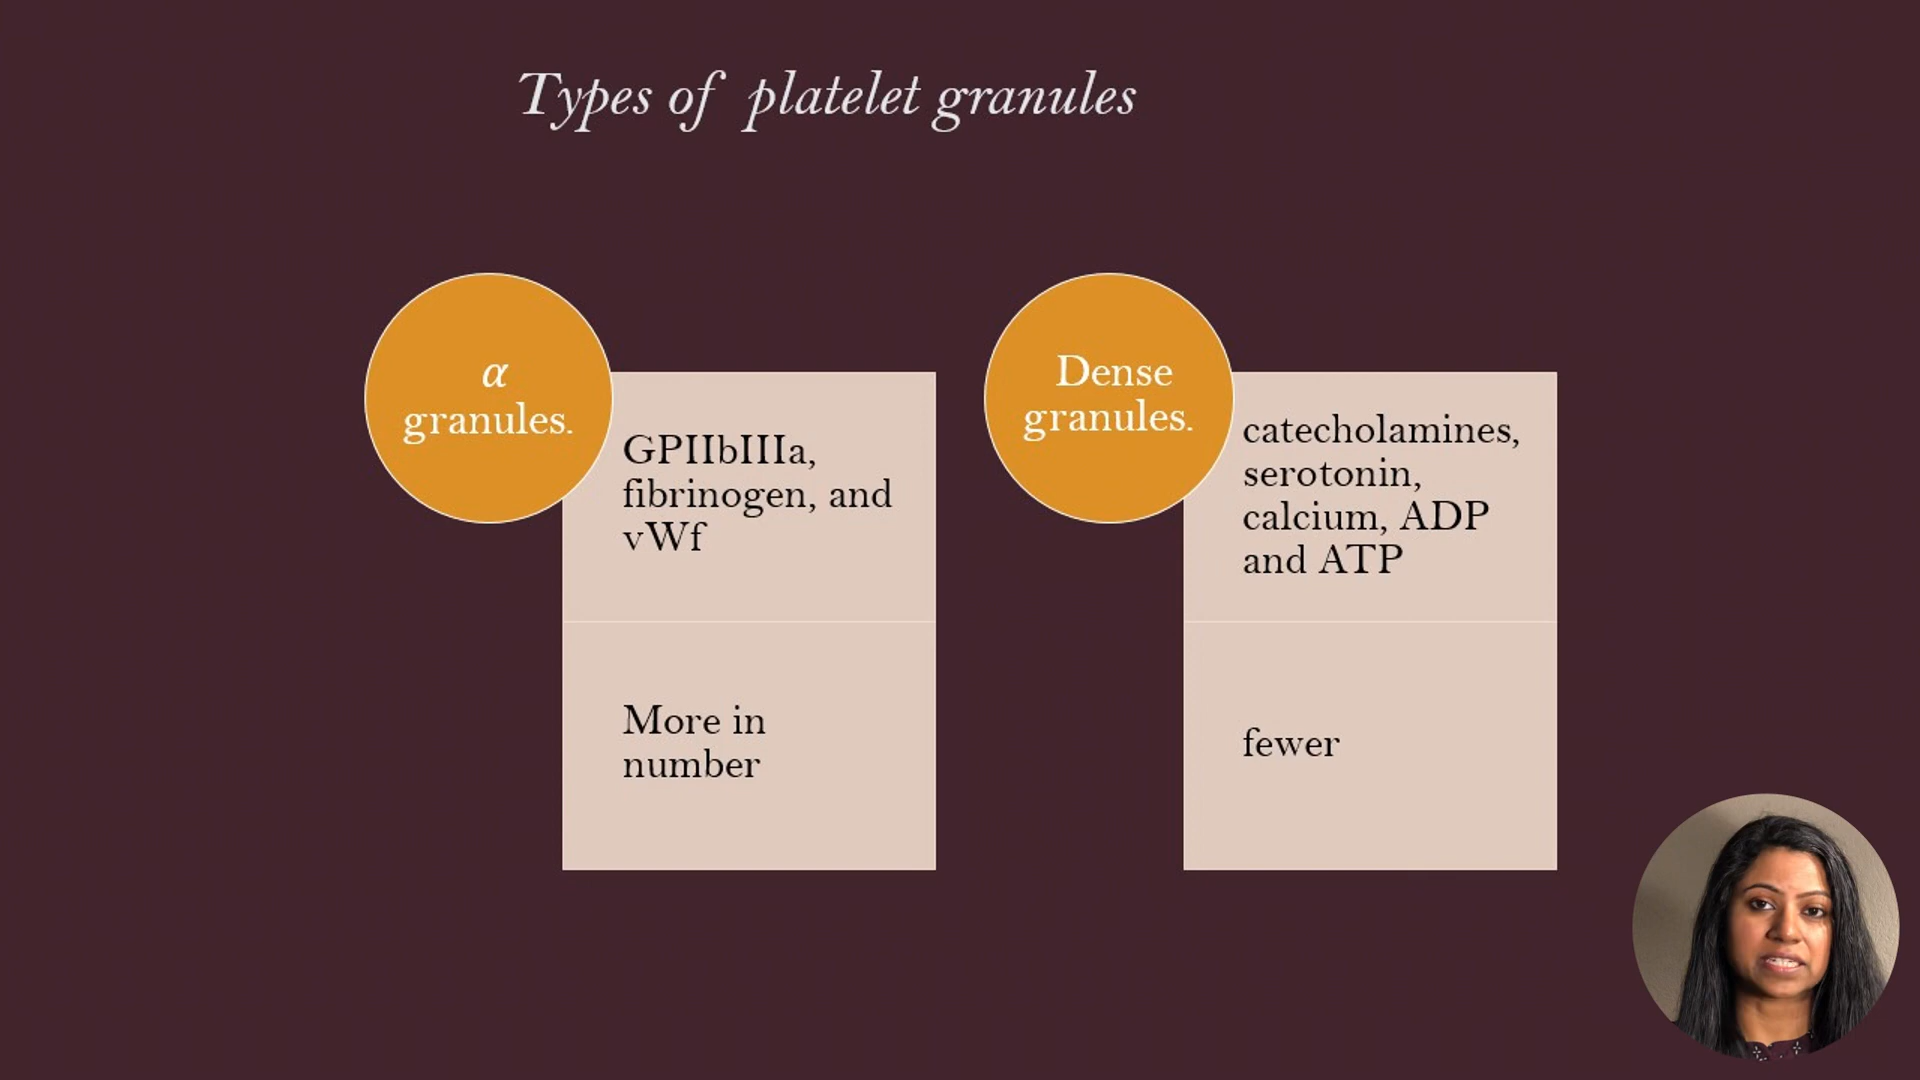 Types of platelet granules
α
granules.
GPIIbIIIa,
fibrinogen, and
vWf
More in
number
Dense
granules.
catecholamines,
serotonin,
calcium, ADP
and ATP
fewer